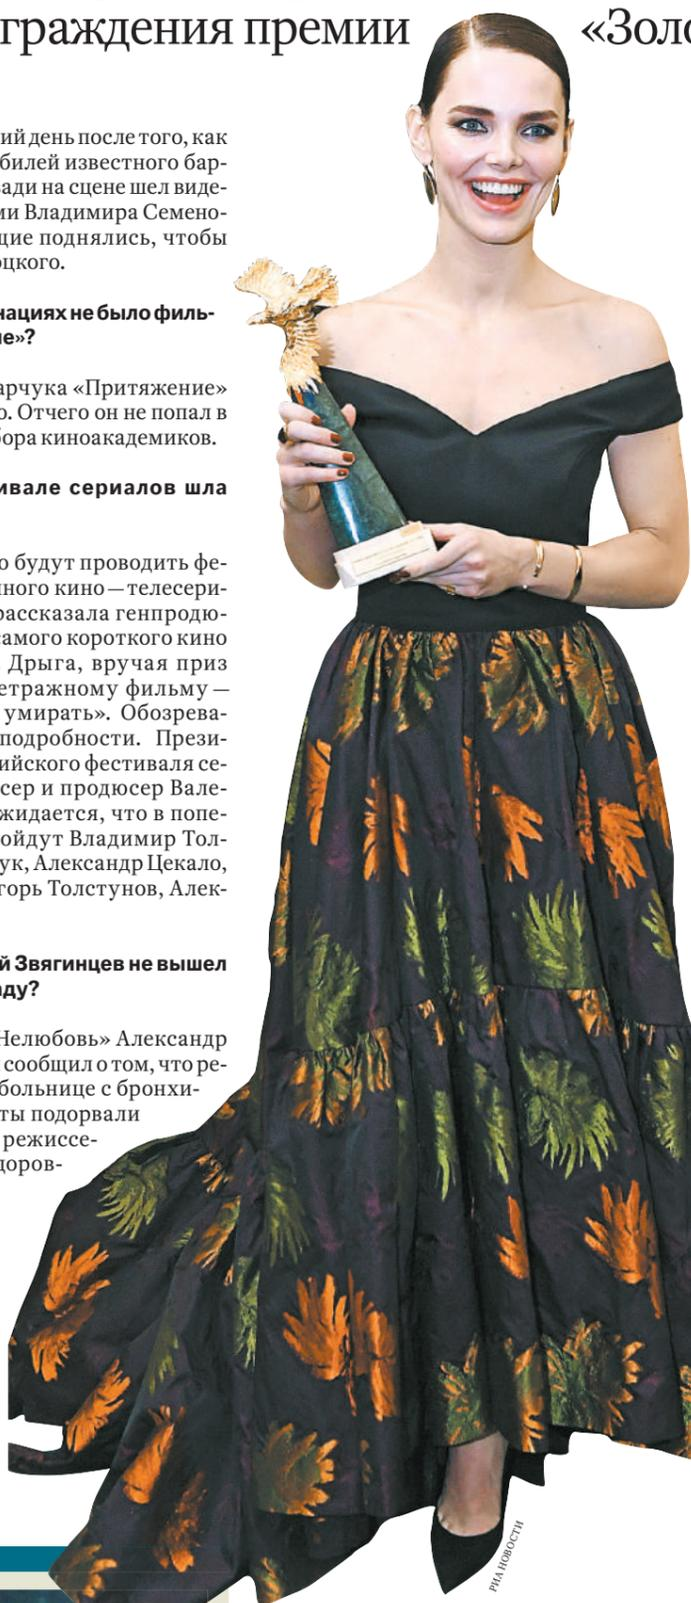 граждения премии «Золо
ий день после того, как
билей известного бар-
ади на сцене шел виде-
ми Владимира Семено-
щие поднялись, чтобы
оцкого.
нациях не было филь-
ие»?
арчука «Притяжение»
о. Отчего он не попал в
бора киноакадемиков.
ивале сериалов шла
о будут проводить фе-
нного кино — телесери-
рассказала генпродю-
самого короткого кино
Дрыга, вручая приз
етражному фильму —
умирать». Обозрева-
подробности. Прези-
ийского фестиваля се-
сер и продюсер Вале-
жидается, что в попе-
ойдут Владимир Тол-
ук, Александр Цекало,
горь Толстунов, Алек-
й Звягинцев не вышел
аду?
Нелюбовь» Александр
сообщил о том, что ре-
больнице с бронхи-
ты подорвали
режиссе-
доров-
РИА НОВОСТИ